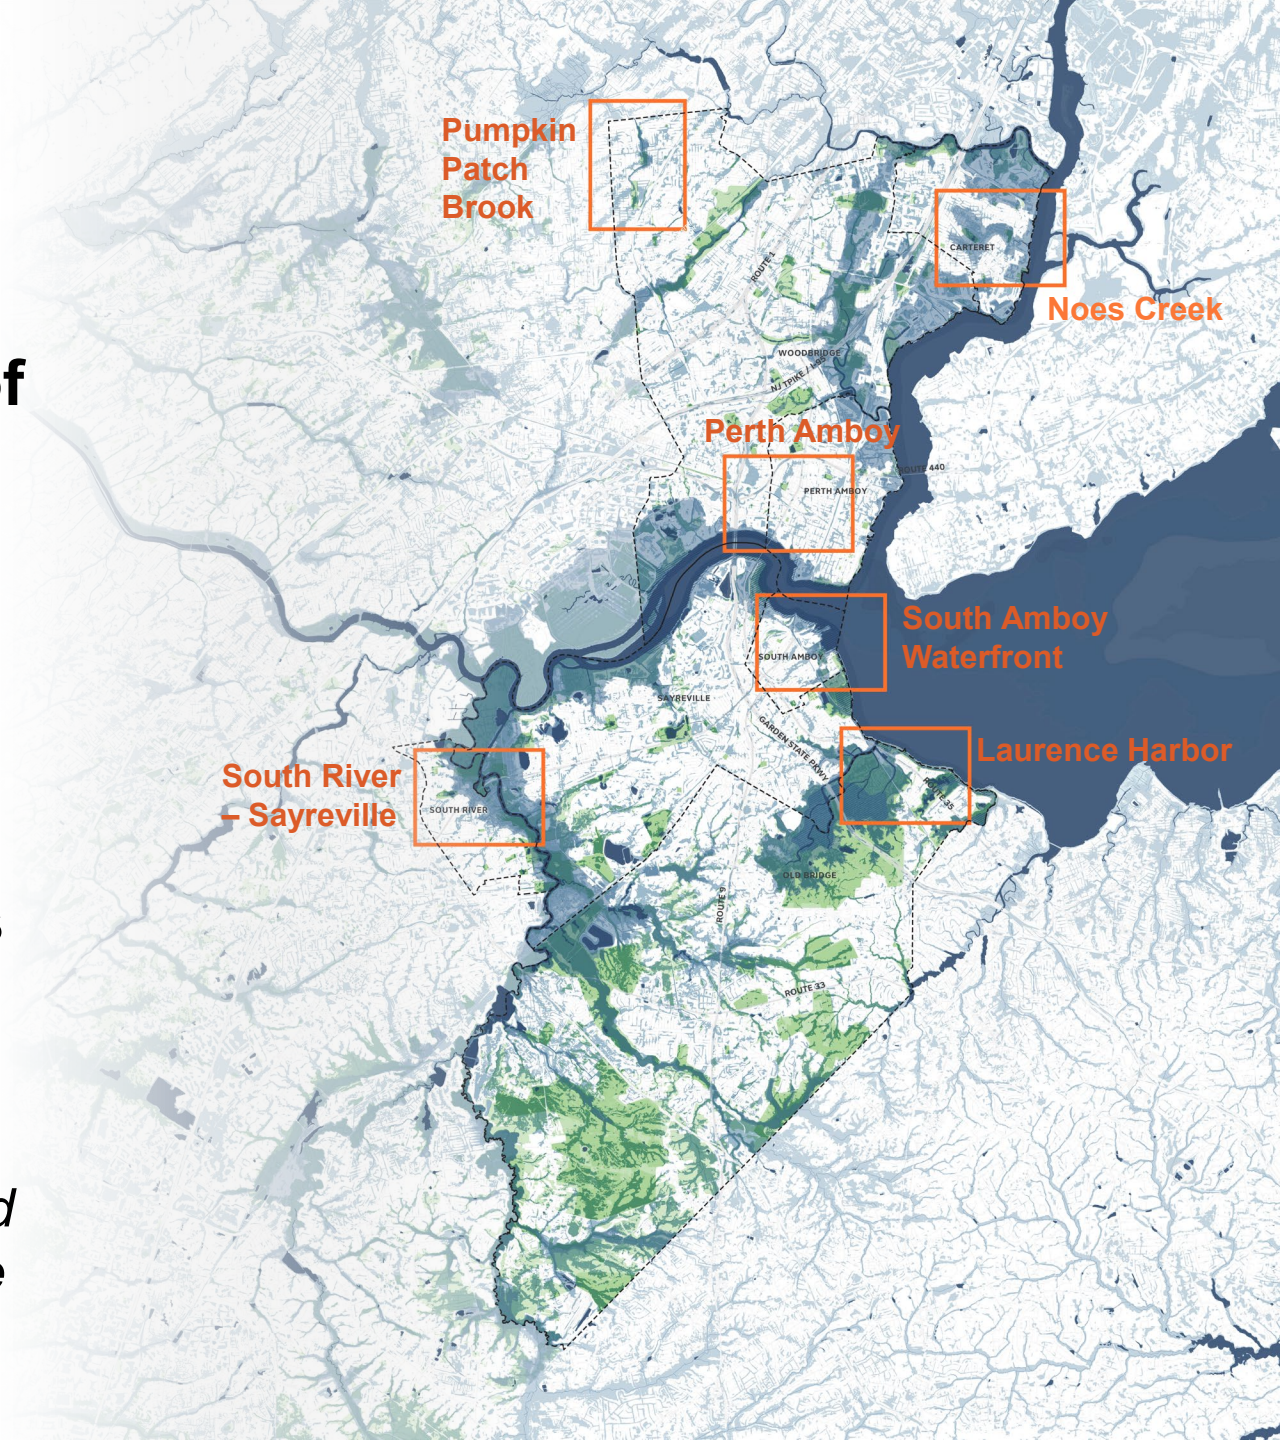 Pumpkin
Patch
Brook
CARTERET
ROUTE 1
Noes Creek
WOODBRIDGE
NJ TPIKE / I-95
Perth Amboy
ROUTE 440
PERTH AMBOY
South Amboy
Waterfront
SOUTH AMBOY
SAYREVILLE
GARDEN STATE PKWY
Laurence Harbor
South River
– Sayreville
ROUTE 35
SOUTH RIVER
OLD BRIDGE
ROUTE 9
ROUTE 33